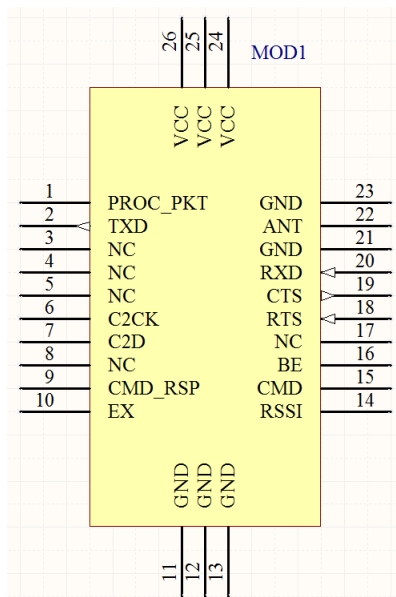 26 25 24
MOD1
VCC VCC VCC
1 PROC_PKT GND 23
2 TXD ANT 22
3 NC GND 21
4 NC RXD 20
5 NC CTS 19
6 C2CK RTS 18
7 C2D NC 17
8 NC BE 16
9 CMD_RSP CMD 15
10 EX RSSI 14
GND GND GND
11 12 13